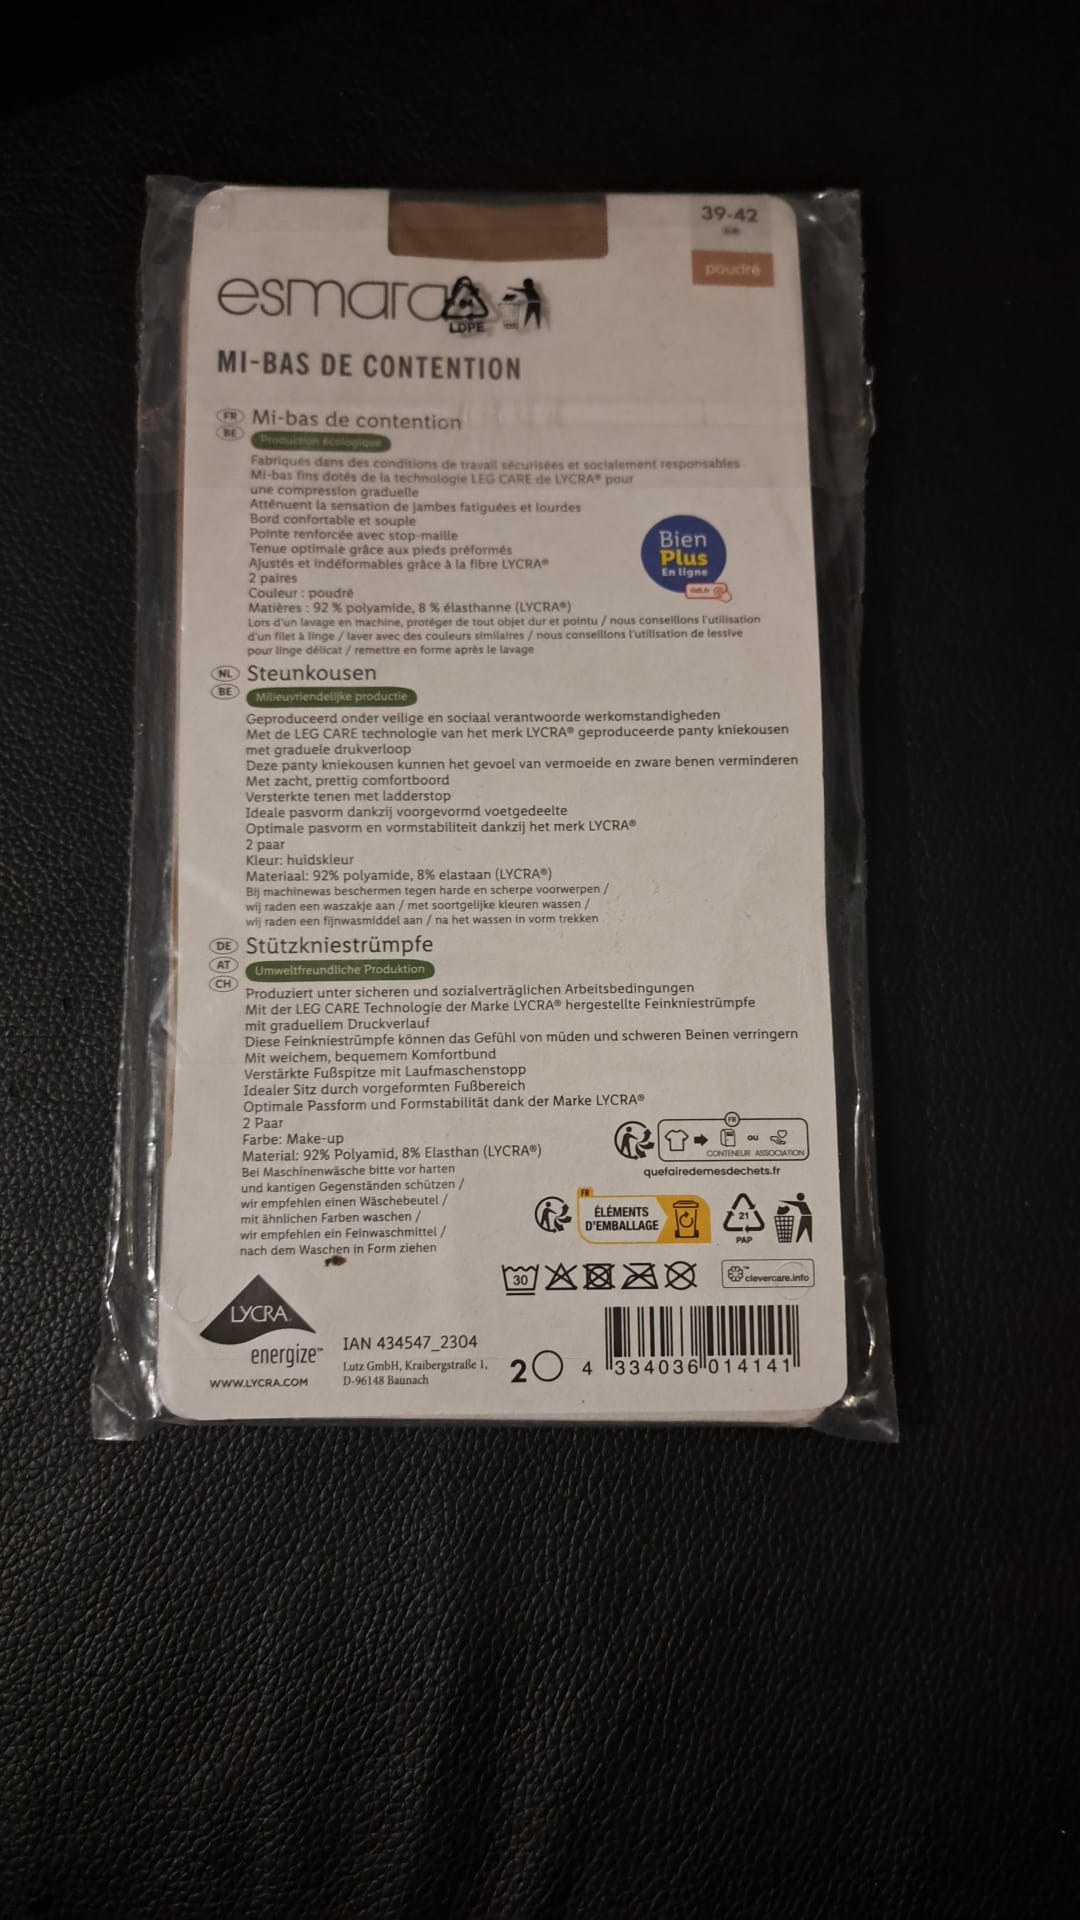 39-42
poudré
esmara
LDPE
MI-BAS DE CONTENTION
FR BE Mi-bas de contention
Production écologique
Fabriqués dans des conditions de travail sécurisées et socialement responsables
Mi-bas fins dotés de la technologie LEG CARE de LYCRA® pour
une compression graduelle
Atténuent la sensation de jambes fatiguées et lourdes
Bord confortable et souple
Pointe renforcée avec stop-maille
Tenue optimale grâce aux pieds préformés
Ajustés et indéformables grâce à la fibre LYCRA®
2 paires
Couleur : poudré
Matières : 92 % polyamide, 8 % élasthanne (LYCRA®)
Lors d'un lavage en machine, protéger de tout objet dur et pointu / nous conseillons l'utilisation
d'un filet à linge / laver avec des couleurs similaires / nous conseillons l'utilisation de lessive
pour linge délicat / remettre en forme après le lavage
Bien
Plus
En ligne
NL BE Steunkousen
Milieuvriendelijke productie
Geproduceerd onder veilige en sociaal verantwoorde werkomstandigheden
Met de LEG CARE technologie van het merk LYCRA® geproduceerde panty kniekousen
met graduele drukverloop
Deze panty kniekousen kunnen het gevoel van vermoeide en zware benen verminderen
Met zacht, prettig comfortboord
Versterkte tenen met ladderstop
Ideale pasvorm dankzij voorgevormd voetgedeelte
Optimale pasvorm en vormstabiliteit dankzij het merk LYCRA®
2 paar
Kleur: huidskleur
Materiaal: 92% polyamide, 8% elastaan (LYCRA®)
Bij machinewas beschermen tegen harde en scherpe voorwerpen /
wij raden een waszakje aan / met soortgelijke kleuren wassen /
wij raden een fijnwasmiddel aan / na het wassen in vorm trekken
DE AT CH Stützkniestrümpfe
Umweltfreundliche Produktion
Produziert unter sicheren und sozialverträglichen Arbeitsbedingungen
Mit der LEG CARE Technologie der Marke LYCRA® hergestellte Feinkniestrümpfe
mit graduellem Druckverlauf
Diese Feinkniestrümpfe können das Gefühl von müden und schweren Beinen verringern
Mit weichem, bequemem Komfortbund
Verstärkte Fußspitze mit Laufmaschenstopp
Idealer Sitz durch vorgeformten Fußbereich
Optimale Passform und Formstabilität dank der Marke LYCRA®
2 Paar
Farbe: Make-up
Material: 92% Polyamid, 8% Elasthan (LYCRA®)
Bei Maschinenwäsche bitte vor harten
und kantigen Gegenständen schützen /
wir empfehlen einen Wäschebeutel /
mit ähnlichen Farben waschen /
wir empfehlen ein Feinwaschmittel /
nach dem Waschen in Form ziehen
FR
ou
CONTENEUR ASSOCIATION
quefairedemesdechets.fr
FR
ÉLÉMENTS
D'EMBALLAGE
21
PAP
30
clevercare.info
LYCRA
energize™
WWW.LYCRA.COM
IAN 434547_2304
Lutz GmbH, Kraibergstraße 1,
D-96148 Baunach
2
4 334036 014141